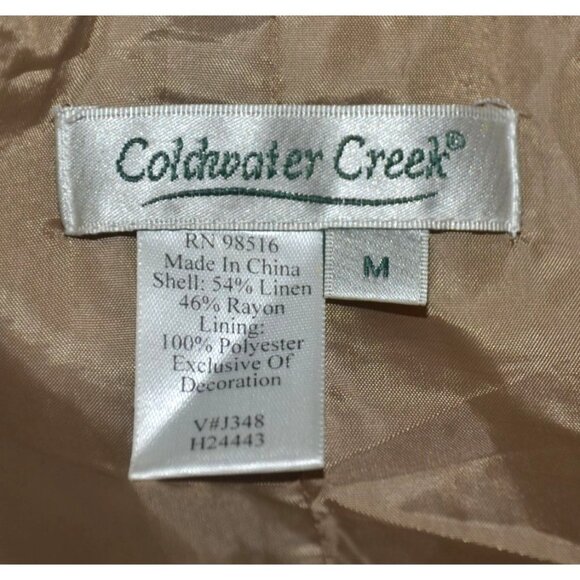 Coldwater Creek®
RN 98516
Made In China
Shell: 54% Linen
46% Rayon
Lining:
100% Polyester
Exclusive Of
Decoration
V#J348
H24443
M